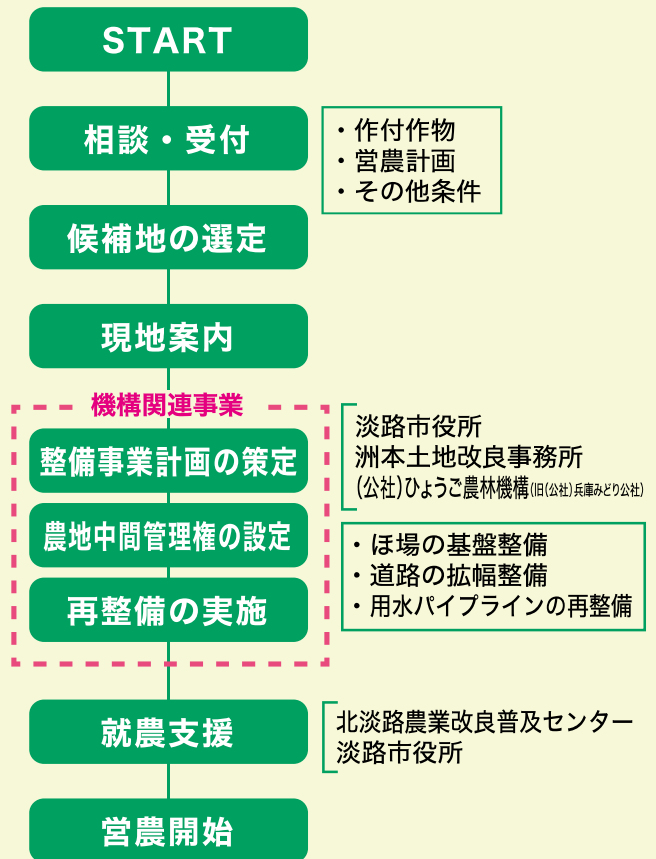 START
相談・受付
・作付作物
・営農計画
・その他条件
候補地の選定
現地案内
機構関連事業
整備事業計画の策定
淡路市役所
洲本土地改良事務所
(公社)ひょうご農林機構(旧(公社)兵庫みどり公社)
農地中間管理権の設定
再整備の実施
・ほ場の基盤整備
・道路の拡幅整備
・用水パイプラインの再整備
就農支援
北淡路農業改良普及センター
淡路市役所
営農開始